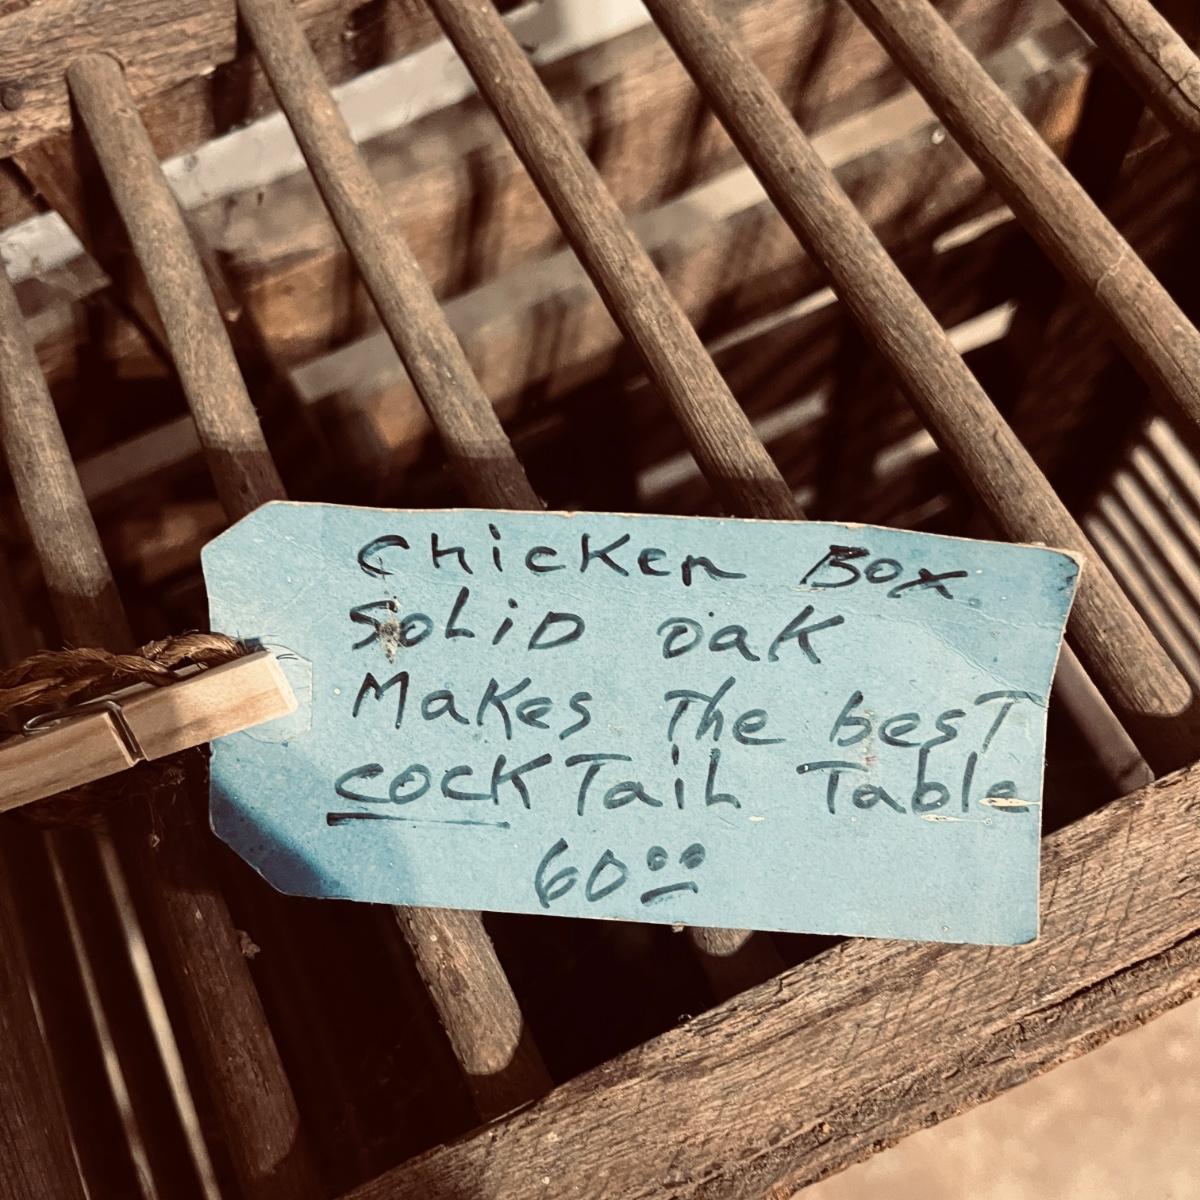 Chicken Box
SoLiD oak
Makes The besT
cockTail Table
60.00